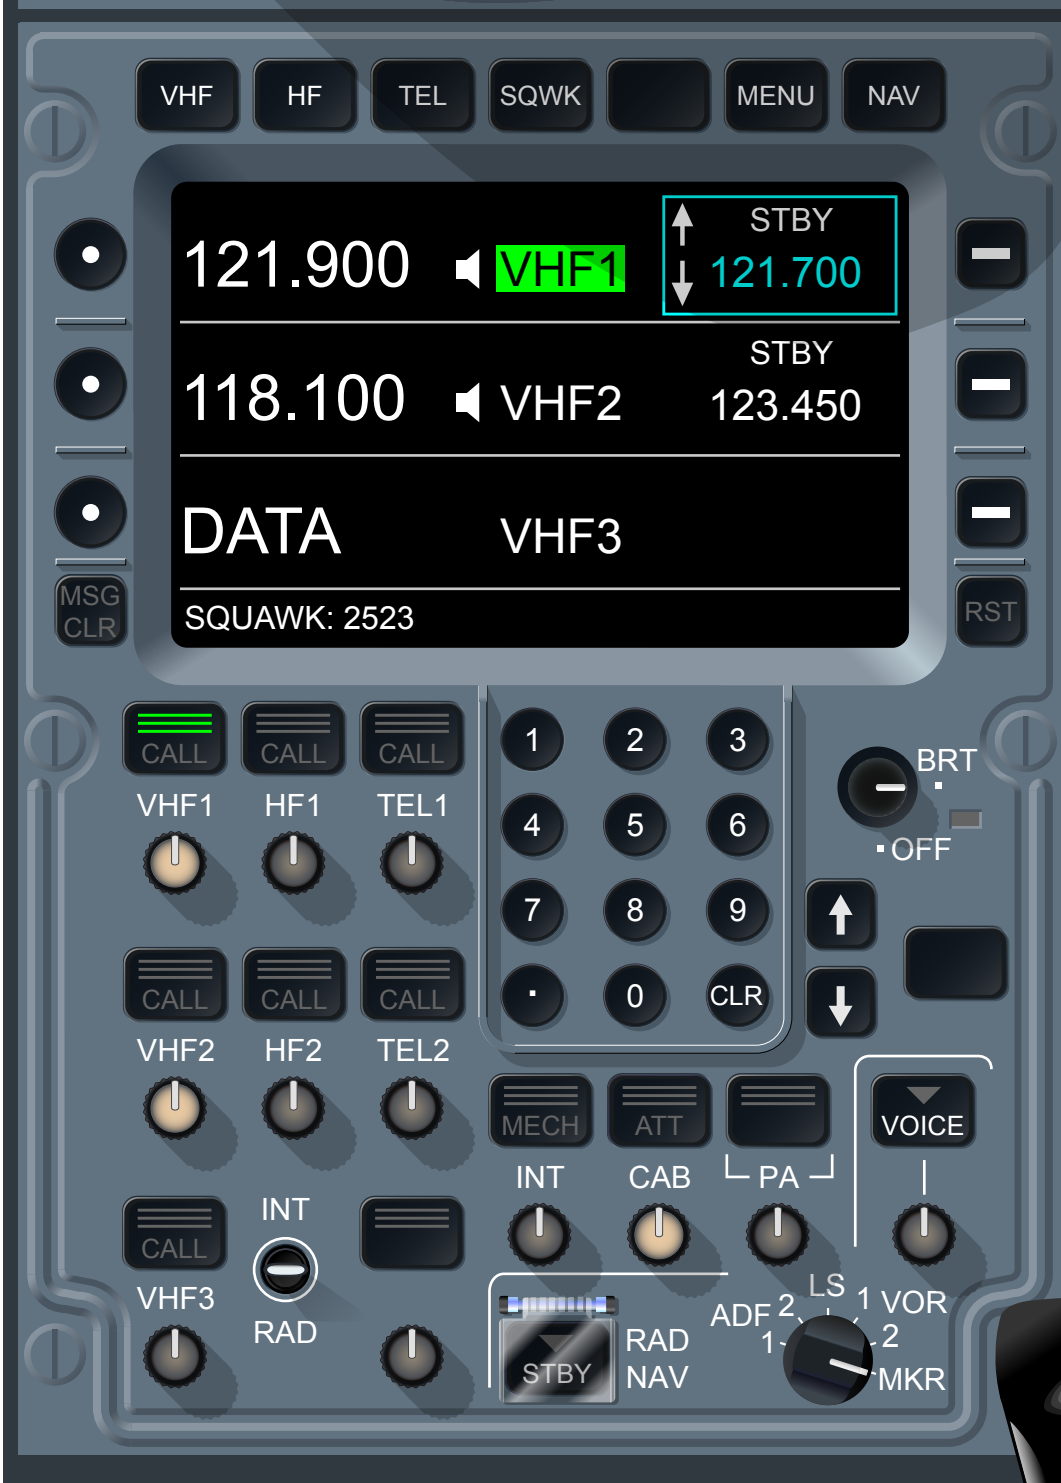 VHF HF TEL SQWK MENU NAV
STBY
121.900 VHF1 121.700
STBY
118.100 VHF2 123.450
DATA VHF3
MSG
CLR
SQUAWK: 2523
RST
CALL CALL CALL
VHF1 HF1 TEL1
1 2 3
4 5 6
7 8 9
. 0 CLR
BRT
OFF
CALL CALL CALL
VHF2 HF2 TEL2
MECH ATT
INT CAB PA
VOICE
CALL
VHF3
INT
RAD
STBY
RAD
NAV
LS
ADF 2 1 VOR
1 2
MKR